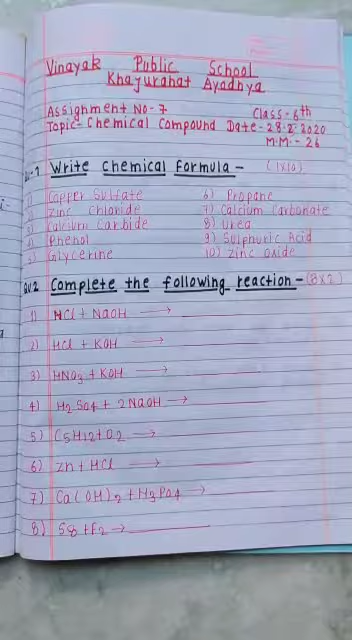 Vinayak Public School
Khajurahat Ayadhya
Assignment No-7 Class-6th
Topic-Chemical Compound Date-28.2.2020
M.M.-26
Qu-1 Write chemical formula- (1x10)
1) Copper Sulfate 6) Propane
2) Zinc Chloride 7) Calcium Carbonate
3) Calcium Carbide 8) Urea
4) Phenol 9) Sulphuric Acid
5) Glycerine 10) Zinc oxide
Qu.2 Complete the following reaction-(8x2)
1) HCl + NaOH →
2) HCl + KOH →
3) HNO3 + KOH →
4) H2SO4 + 2NaOH →
5) C5H12+O2 →
6) Zn + HCl →
7) Ca(OH)2 + H3PO4 →
8) S8 + F2 →